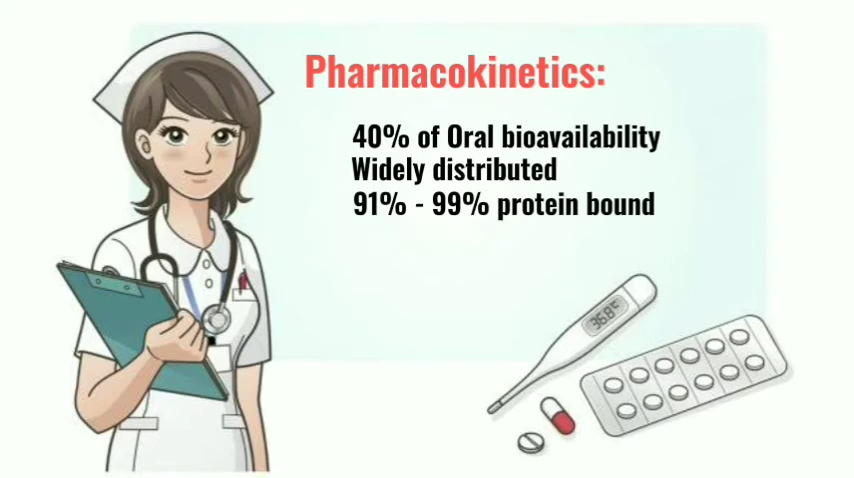 Pharmacokinetics:
40% of Oral bioavailability
Widely distributed
91% - 99% protein bound
36.8°C